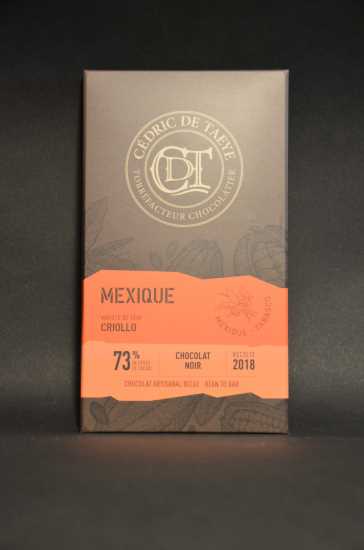 CÉDRIC DE TAEYE
CDT
TORRÉFACTEUR CHOCOLATIER
MEXIQUE
CRIOLLO
MEXIQUE - TABASCO
73%
CHOCOLAT
NOIR
RÉCOLTE
2018
CHOCOLAT ARTISANAL BELGE - BEAN TO BAR